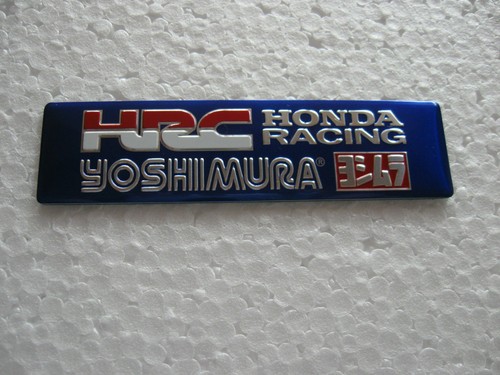 HRC HONDA RACING
YOSHIMURA® ヨシムラ